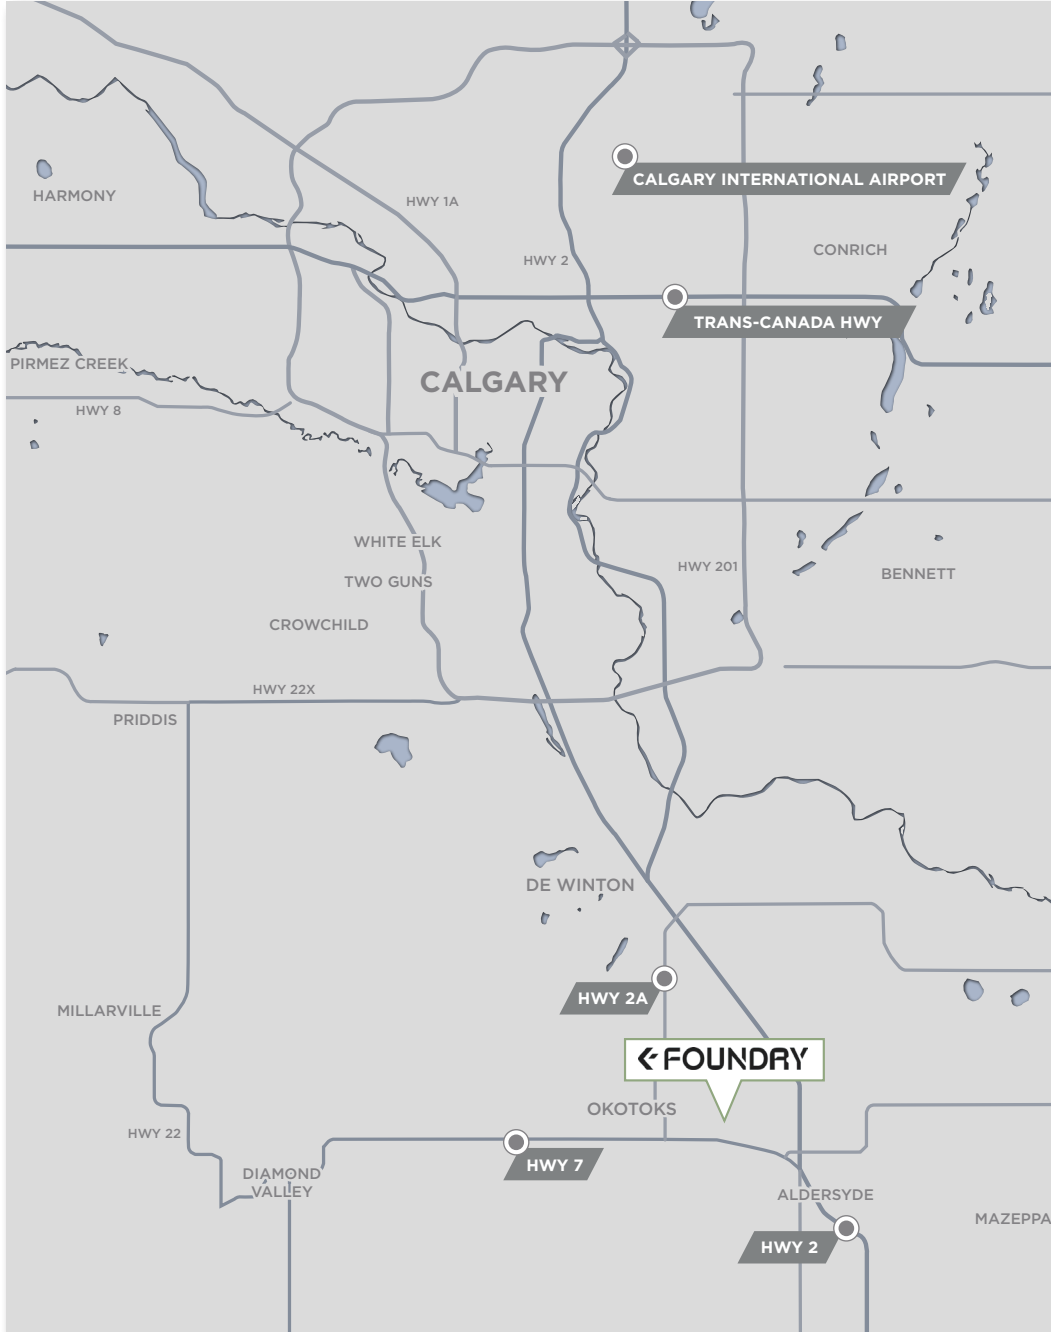 CALGARY INTERNATIONAL AIRPORT
HARMONY
HWY 1A
CONRICH
HWY 2
TRANS-CANADA HWY
PIRMEZ CREEK
CALGARY
HWY 8
WHITE ELK
HWY 201
BENNETT
TWO GUNS
CROWCHILD
HWY 22X
PRIDDIS
DE WINTON
HWY 2A
MILLARVILLE
FOUNDRY
OKOTOKS
HWY 22
HWY 7
DIAMOND
VALLEY
ALDERSYDE
MAZEPPA
HWY 2